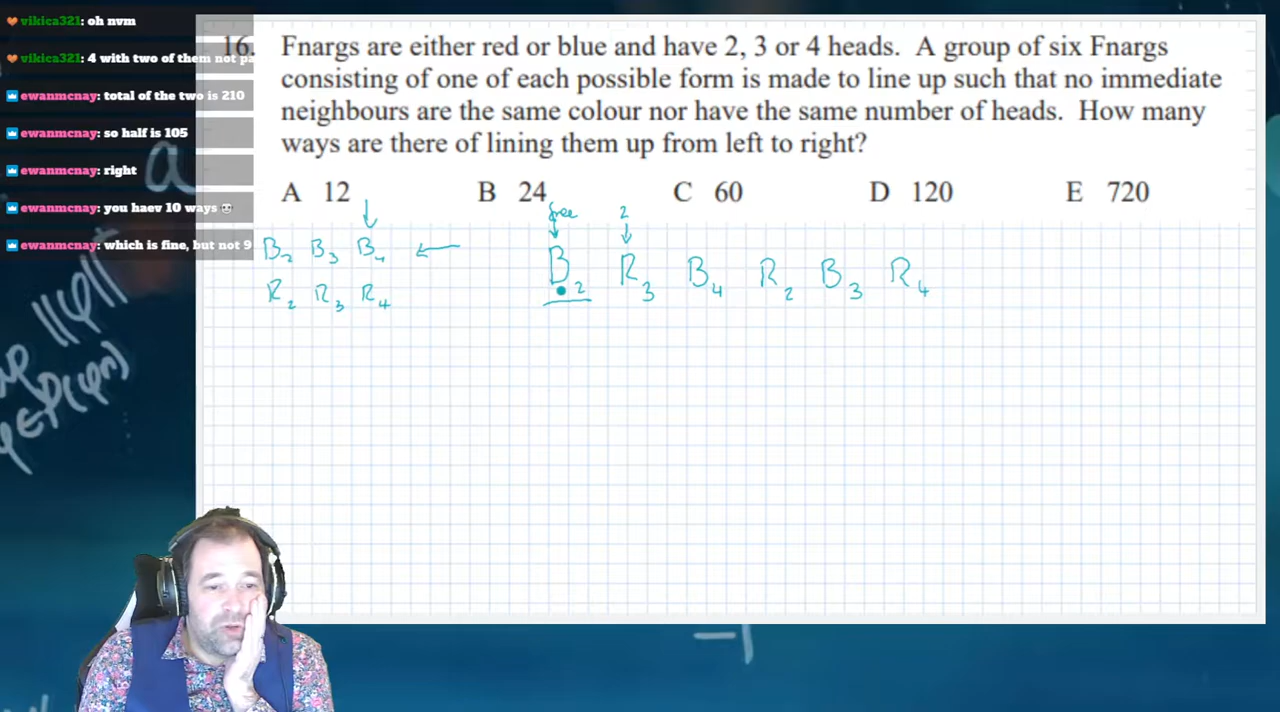 vikica321: oh nvm
vikica321: 4 with two of them not pa
ewanmcnay: total of the two is 210
ewanmcnay: so half is 105
ewanmcnay: right
ewanmcnay: you haev 10 ways
ewanmcnay: which is fine, but not 9
16. Fnargs are either red or blue and have 2, 3 or 4 heads. A group of six Fnargs
consisting of one of each possible form is made to line up such that no immediate
neighbours are the same colour nor have the same number of heads. How many
ways are there of lining them up from left to right?
A 12 B 24 C 60 D 120 E 720
free 2
B₂ B₃ B₄
R₂ R₃ R₄
B₂ R₃ B₄ R₂ B₃ R₄
a
||φ||
-1